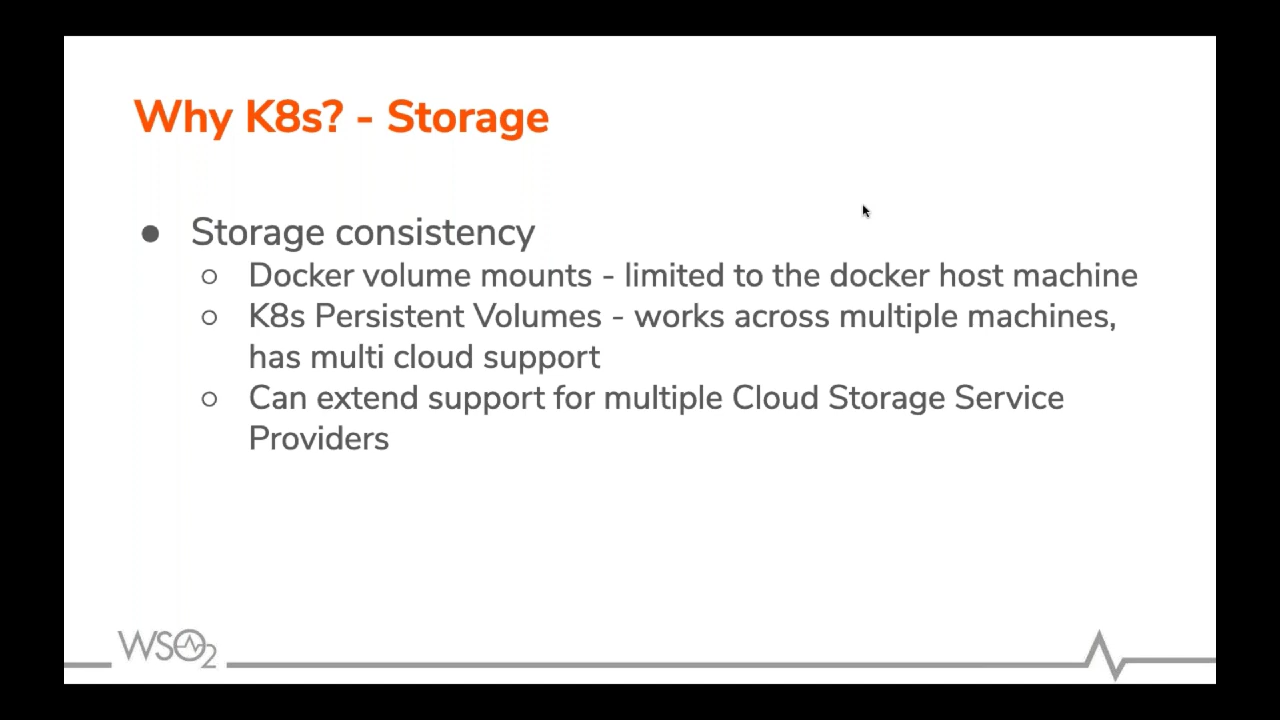 Why K8s? - Storage
● Storage consistency
○ Docker volume mounts - limited to the docker host machine
○ K8s Persistent Volumes - works across multiple machines,
has multi cloud support
○ Can extend support for multiple Cloud Storage Service
Providers
WSO2